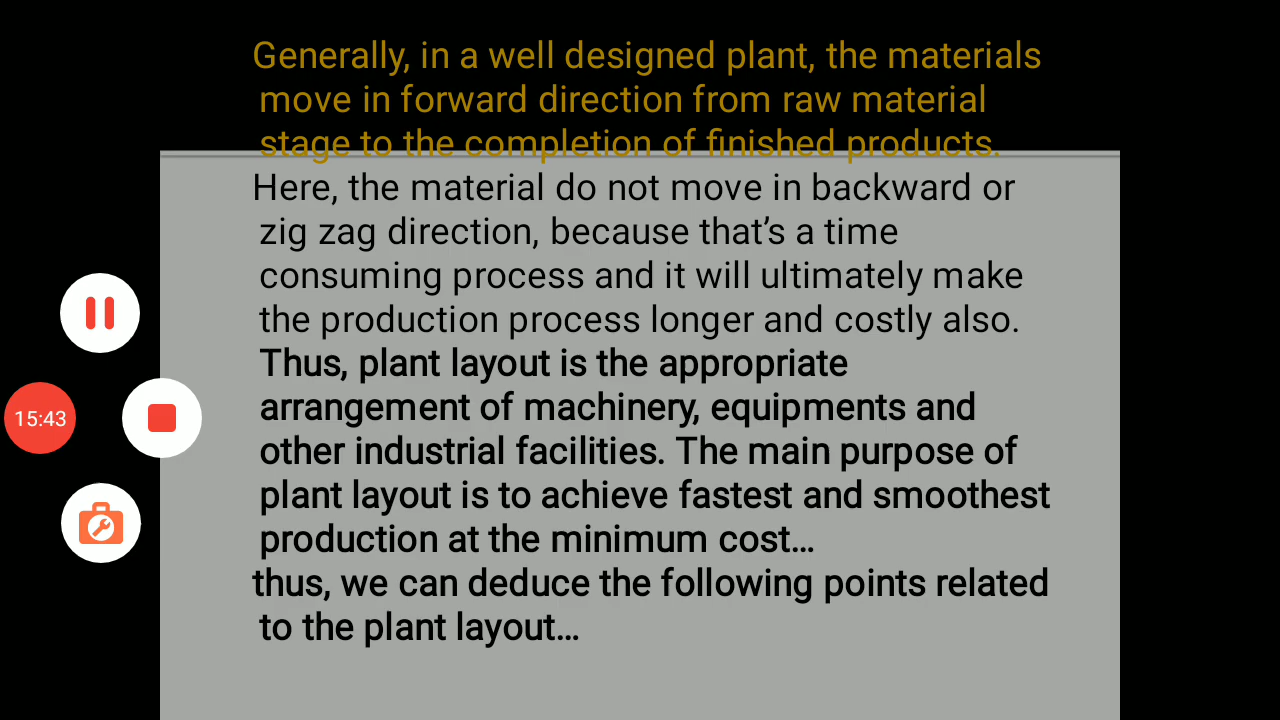 Generally, in a well designed plant, the materials
move in forward direction from raw material
stage to the completion of finished products.
Here, the material do not move in backward or
zig zag direction, because that’s a time
consuming process and it will ultimately make
the production process longer and costly also.
Thus, plant layout is the appropriate
arrangement of machinery, equipments and
other industrial facilities. The main purpose of
plant layout is to achieve fastest and smoothest
production at the minimum cost…
thus, we can deduce the following points related
to the plant layout…
15:43